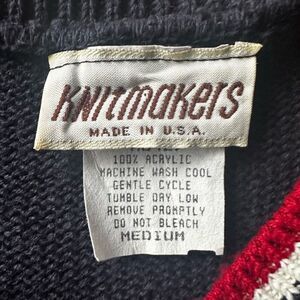 KNitmakers
MADE IN U.S.A.
100% ACRYLIC
MACHINE WASH COOL
GENTLE CYCLE
TUMBLE DRY LOW
REMOVE PROMPTLY
DO NOT BLEACH
MEDIUM